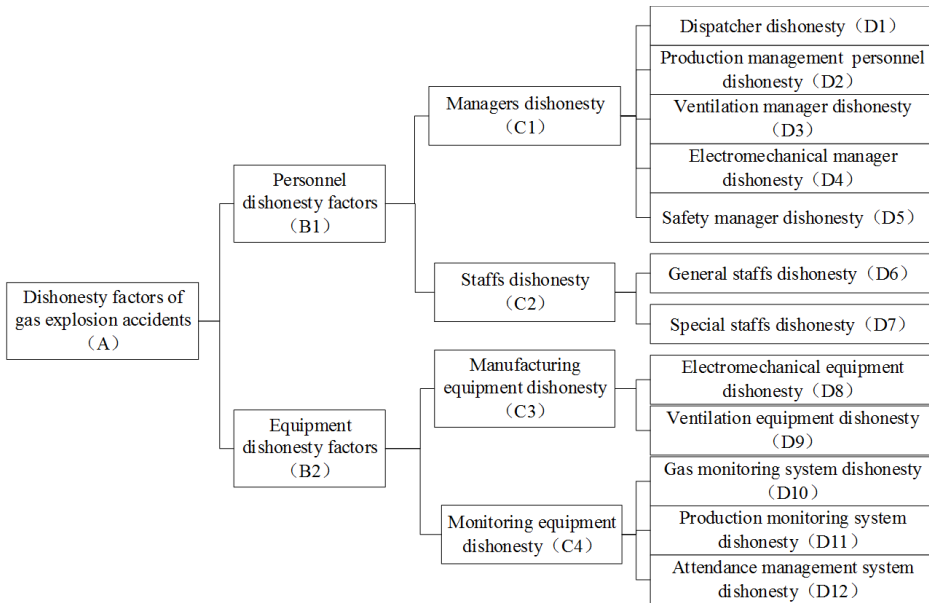 Dishonesty factors of
gas explosion accidents
（A）
Personnel
dishonesty factors
（B1）
Equipment
dishonesty factors
（B2）
Managers dishonesty
（C1）
Staffs dishonesty
（C2）
Manufacturing
equipment dishonesty
（C3）
Monitoring equipment
dishonesty (C4)
Dispatcher dishonesty（D1）
Production management personnel
dishonesty（D2）
Ventilation manager dishonesty
（D3）
Electromechanical manager
dishonesty（D4）
Safety manager dishonesty（D5）
General staffs dishonesty（D6）
Special staffs dishonesty（D7）
Electromechanical equipment
dishonesty（D8）
Ventilation equipment dishonesty
（D9）
Gas monitoring system dishonesty
（D10）
Production monitoring system
dishonesty（D11）
Attendance management system
dishonesty（D12）